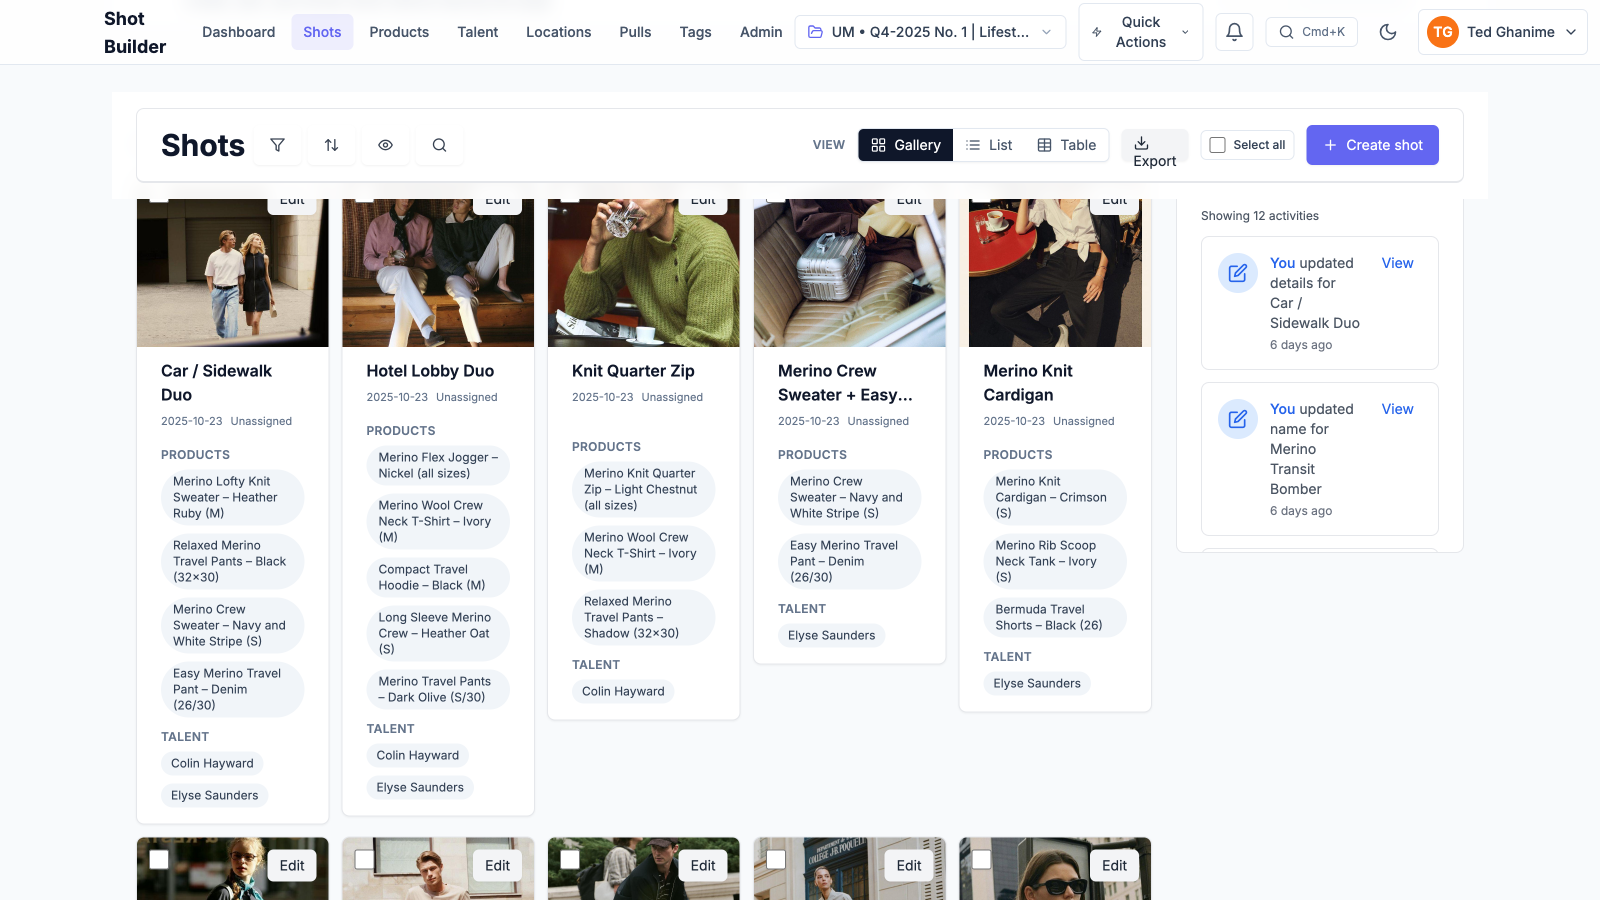 Shot Builder
Dashboard
Shots
Products
Talent
Locations
Pulls
Tags
Admin
UM • Q4-2025 No. 1 | Lifest...
Quick Actions
Cmd+K
TG
Ted Ghanime
Shots
VIEW
Gallery
List
Table
Export
Select all
Create shot
Edit
Edit
Edit
Edit
Edit
Car / Sidewalk
Duo
2025-10-23 Unassigned
PRODUCTS
Merino Lofty Knit
Sweater – Heather
Ruby (M)
Relaxed Merino
Travel Pants – Black
(32×30)
Merino Crew
Sweater – Navy and
White Stripe (S)
Easy Merino Travel
Pant – Denim
(26/30)
TALENT
Colin Hayward
Elyse Saunders
Hotel Lobby Duo
2025-10-23 Unassigned
PRODUCTS
Merino Flex Jogger –
Nickel (all sizes)
Merino Wool Crew
Neck T-Shirt – Ivory
(M)
Compact Travel
Hoodie – Black (M)
Long Sleeve Merino
Crew – Heather Oat
(S)
Merino Travel Pants
– Dark Olive (S/30)
TALENT
Colin Hayward
Elyse Saunders
Knit Quarter Zip
2025-10-23 Unassigned
PRODUCTS
Merino Knit Quarter
Zip – Light Chestnut
(all sizes)
Merino Wool Crew
Neck T-Shirt – Ivory
(M)
Relaxed Merino
Travel Pants –
Shadow (32×30)
TALENT
Colin Hayward
Merino Crew
Sweater + Easy...
2025-10-23 Unassigned
PRODUCTS
Merino Crew
Sweater – Navy and
White Stripe (S)
Easy Merino Travel
Pant – Denim
(26/30)
TALENT
Elyse Saunders
Merino Knit
Cardigan
2025-10-23 Unassigned
PRODUCTS
Merino Knit
Cardigan – Crimson
(S)
Merino Rib Scoop
Neck Tank – Ivory
(S)
Bermuda Travel
Shorts – Black (26)
TALENT
Elyse Saunders
Showing 12 activities
You updated
details for
Car /
Sidewalk Duo
6 days ago
View
You updated
name for
Merino
Transit
Bomber
6 days ago
View
Edit
Edit
Edit
Edit
Edit